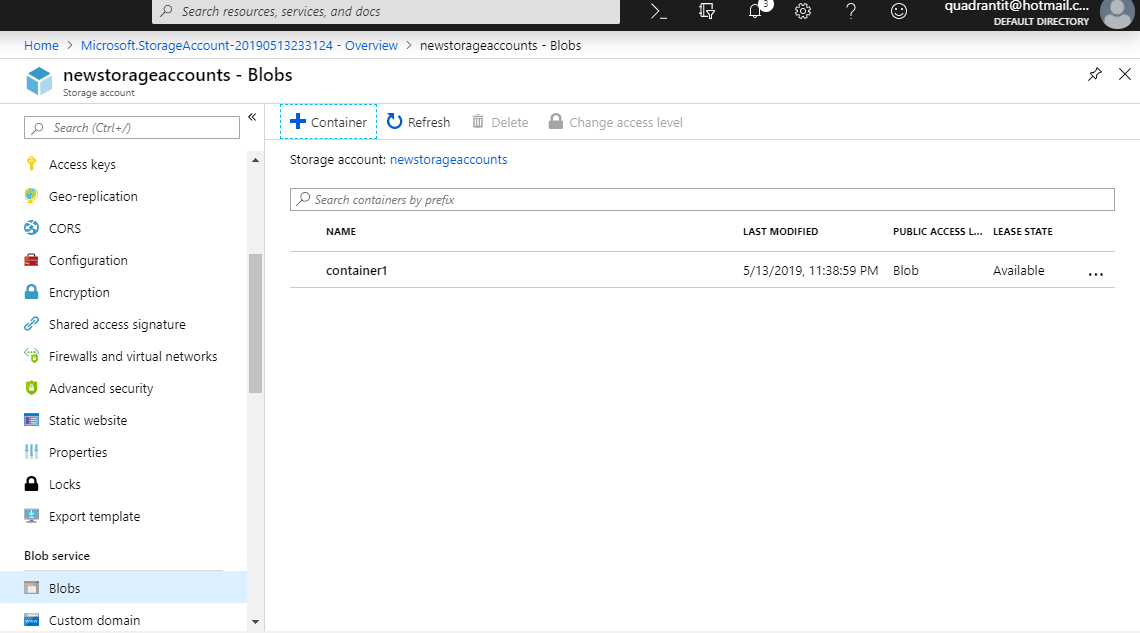 Search resources, services, and docs
3
quadrantit@hotmail.c...
DEFAULT DIRECTORY
Home > Microsoft.StorageAccount-20190513233124 - Overview > newstorageaccounts - Blobs
newstorageaccounts - Blobs
Storage account
Search (Ctrl+/)
Access keys
Geo-replication
CORS
Configuration
Encryption
Shared access signature
Firewalls and virtual networks
Advanced security
Static website
Properties
Locks
Export template
Blob service
Blobs
Custom domain
Container Refresh Delete Change access level
Storage account: newstorageaccounts
Search containers by prefix
NAME LAST MODIFIED PUBLIC ACCESS L... LEASE STATE
container1 5/13/2019, 11:38:59 PM Blob Available ...